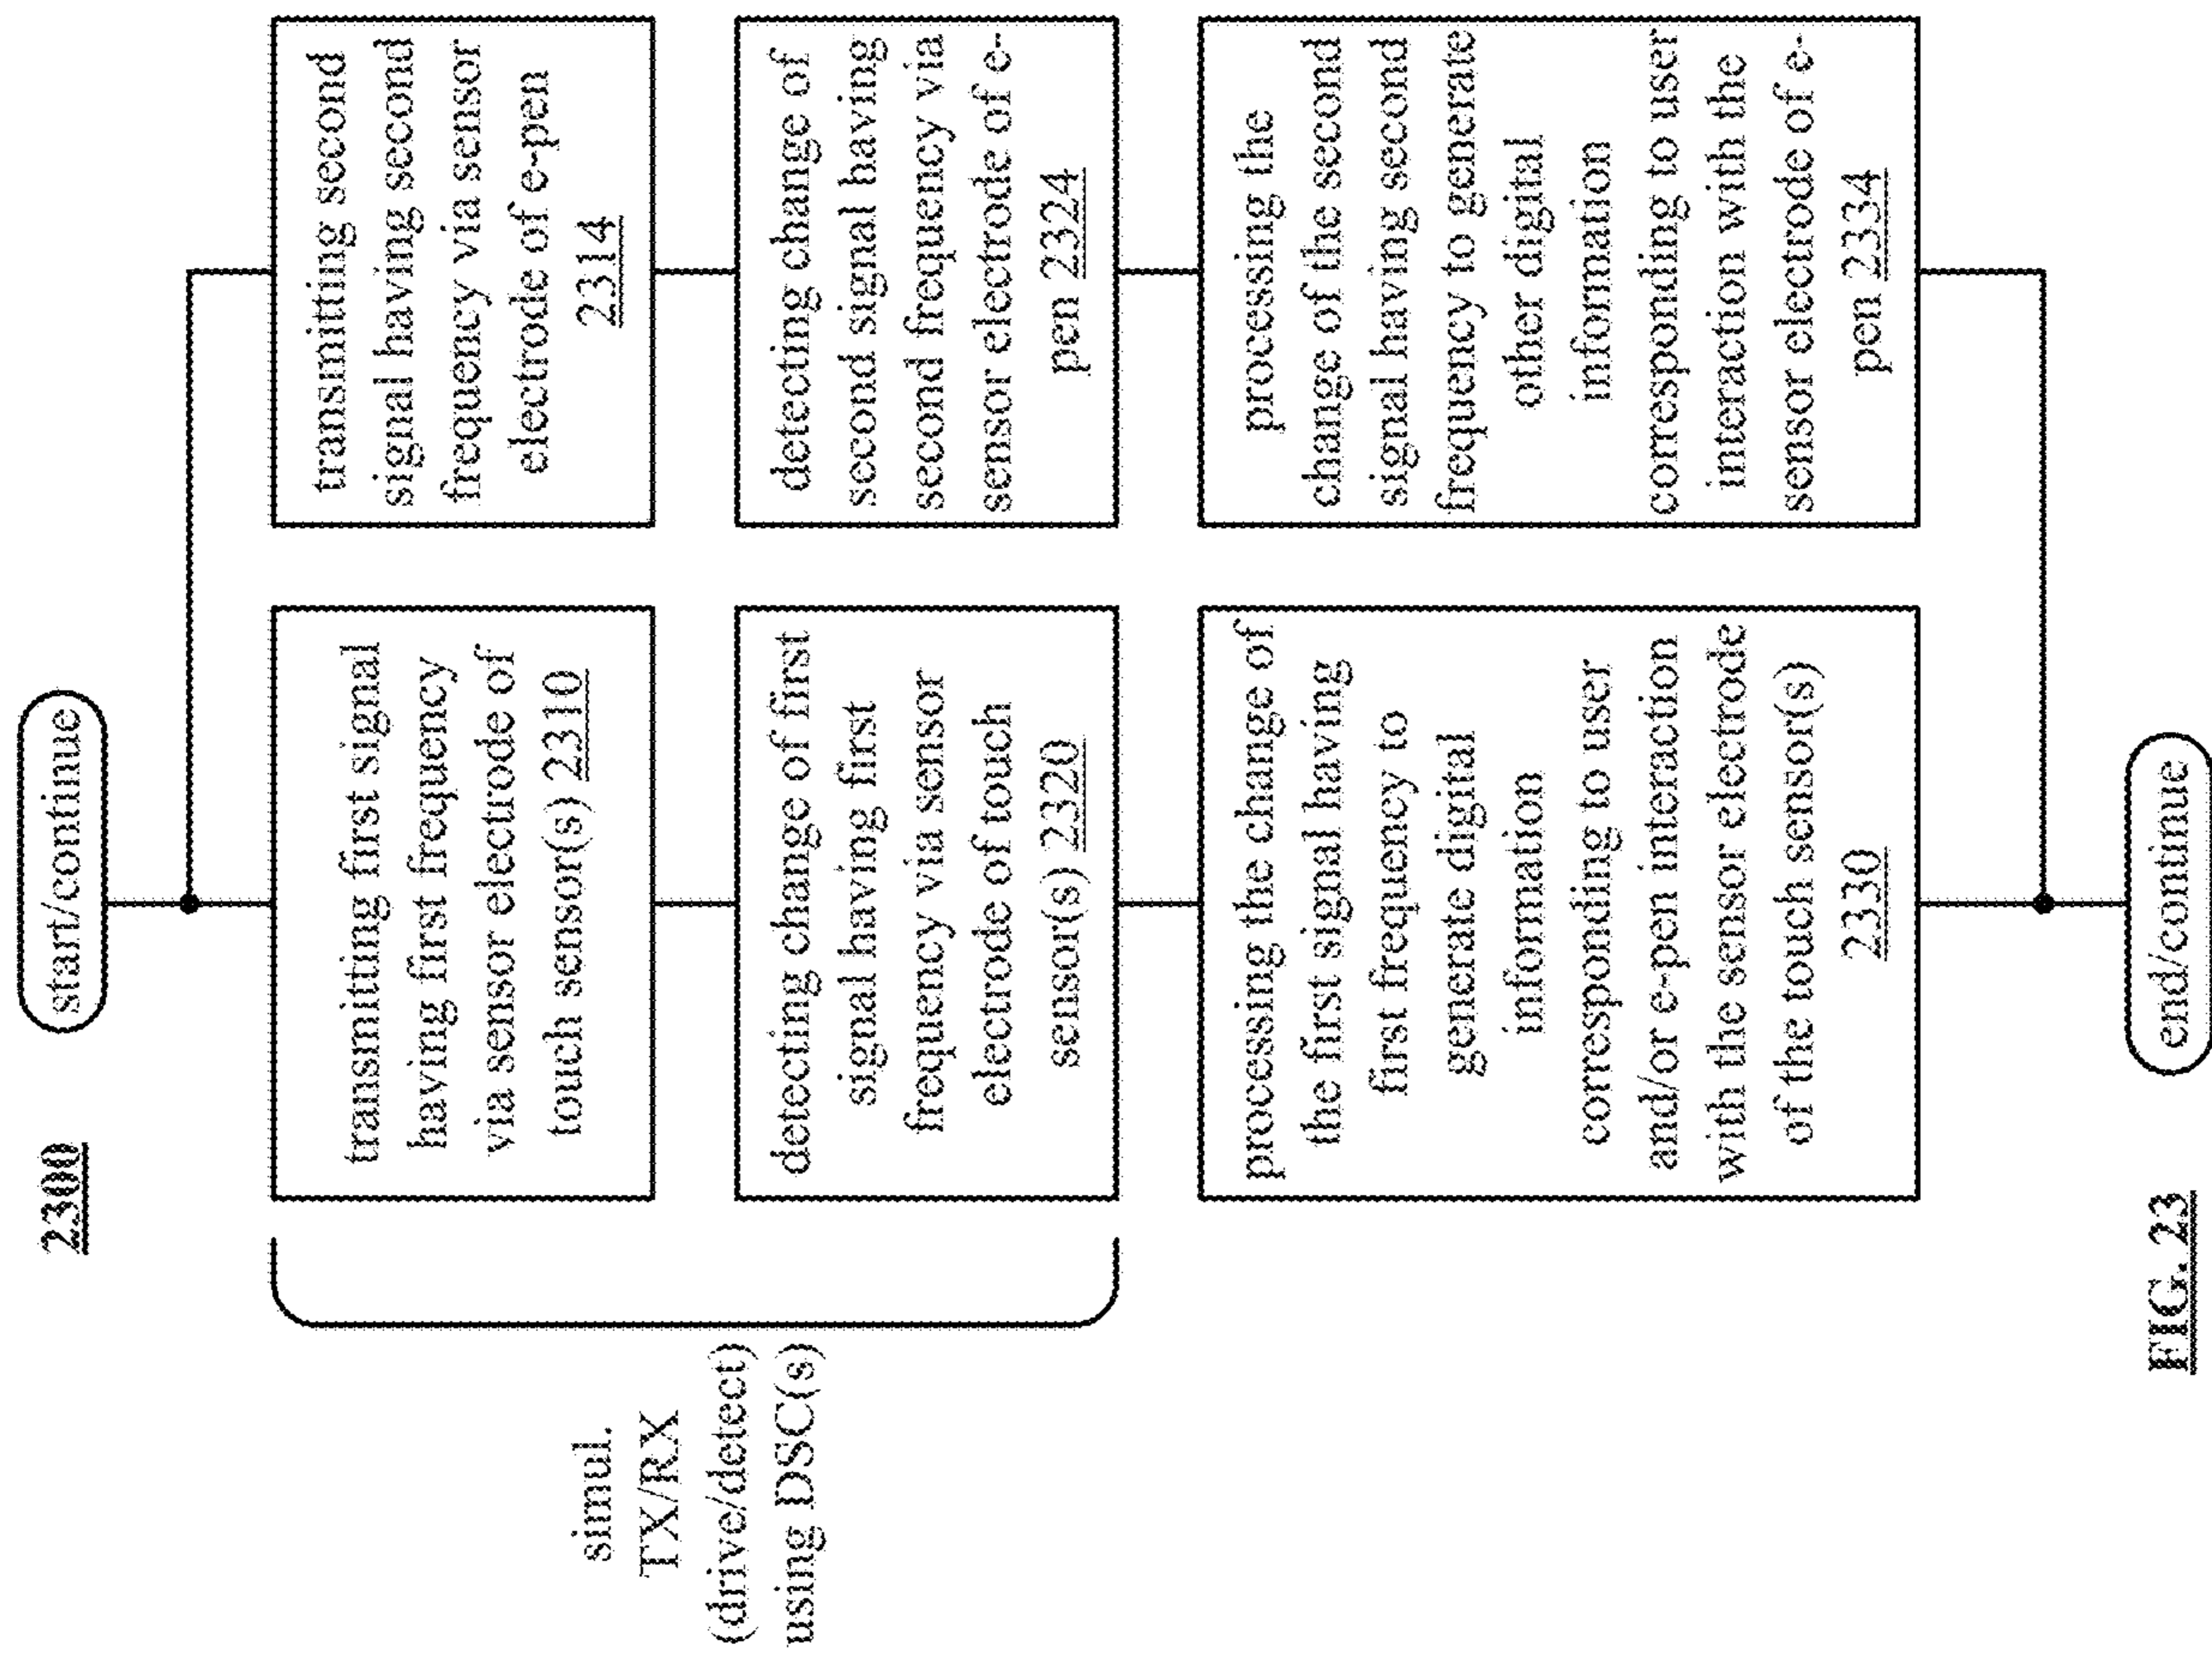 2300
start/continue
simul.
TX/RX
(drive/detect)
using DSC(s)
transmitting first signal
having first frequency
via sensor electrode of
touch sensor(s) 2310
detecting change of first
signal having first
frequency via sensor
electrode of touch
sensor(s) 2320
processing the change of
the first signal having
first frequency to
generate digital
information
corresponding to user
and/or e-pen interaction
with the sensor electrode
of the touch sensor(s)
2330
transmitting second
signal having second
frequency via sensor
electrode of e-pen
2314
detecting change of
second signal having
second frequency via
sensor electrode of e-
pen 2324
processing the
change of the second
signal having second
frequency to generate
other digital
information
corresponding to user
interaction with the
sensor electrode of e-
pen 2334
end/continue
FIG. 23